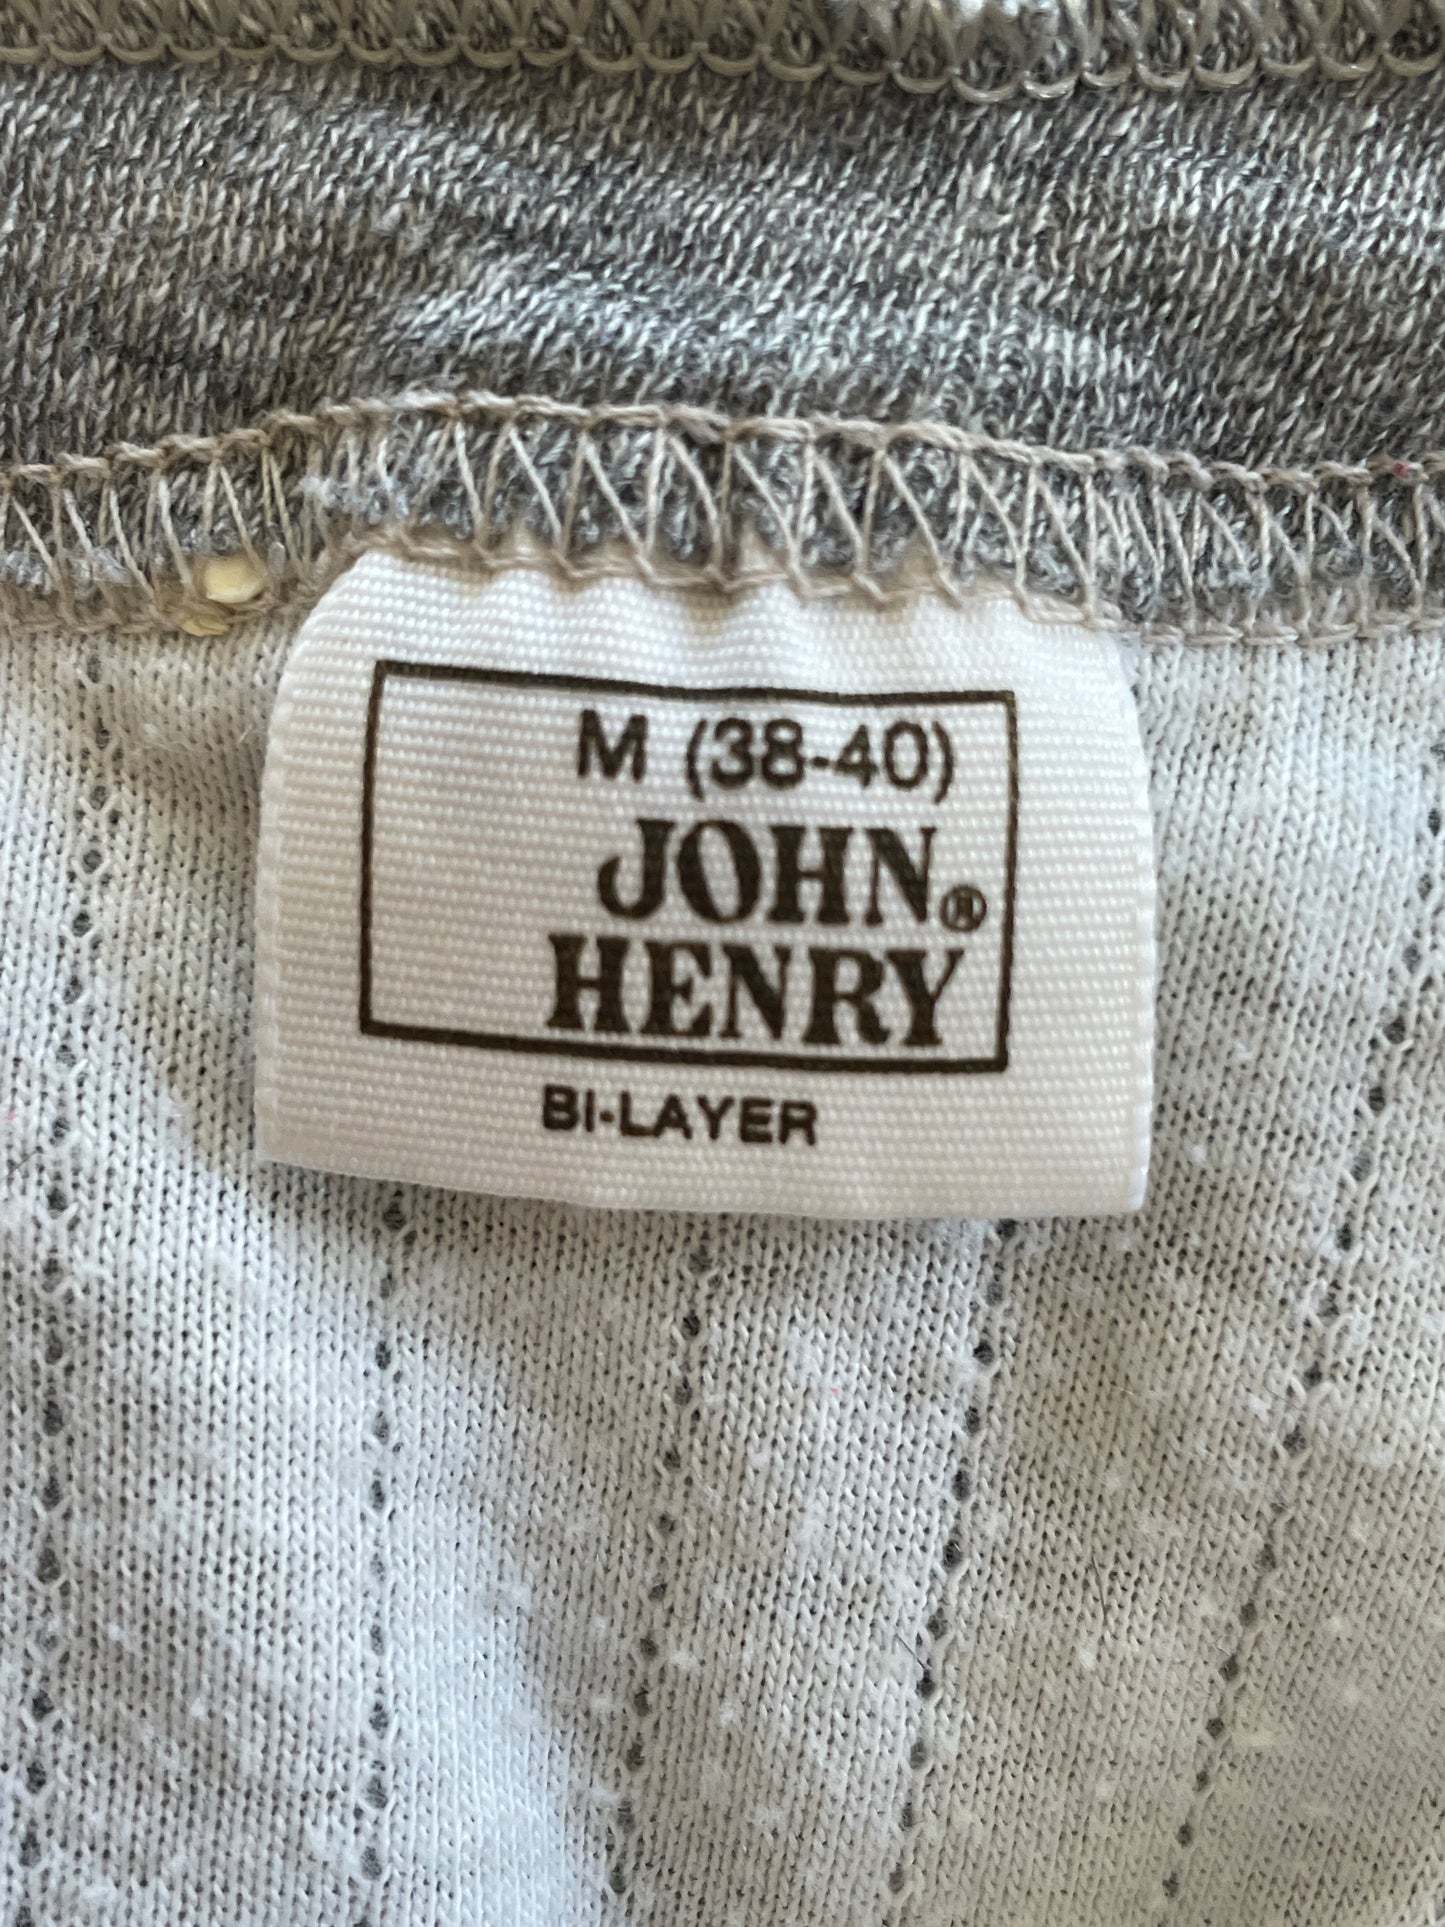 M (38-40)
JOHN®
HENRY
BI-LAYER